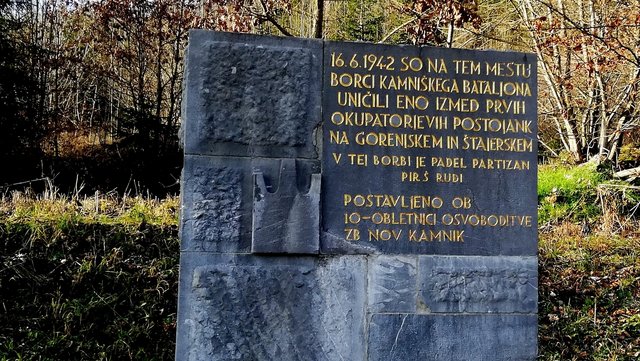 16.6.1942 SO NA TEM MESTU
BORCI KAMNIŠKEGA BATALJONA
UNIČILI ENO IZMED PRVIH
OKUPATORJEVIH POSTOJANK
NA GORENJSKEM IN ŠTAJERSKEM
V TEJ BORBI JE PADEL PARTIZAN
PIRŠ RUDI
POSTAVLJENO OB
10-OBLETNICI OSVOBODITVE
ZB NOV KAMNIK